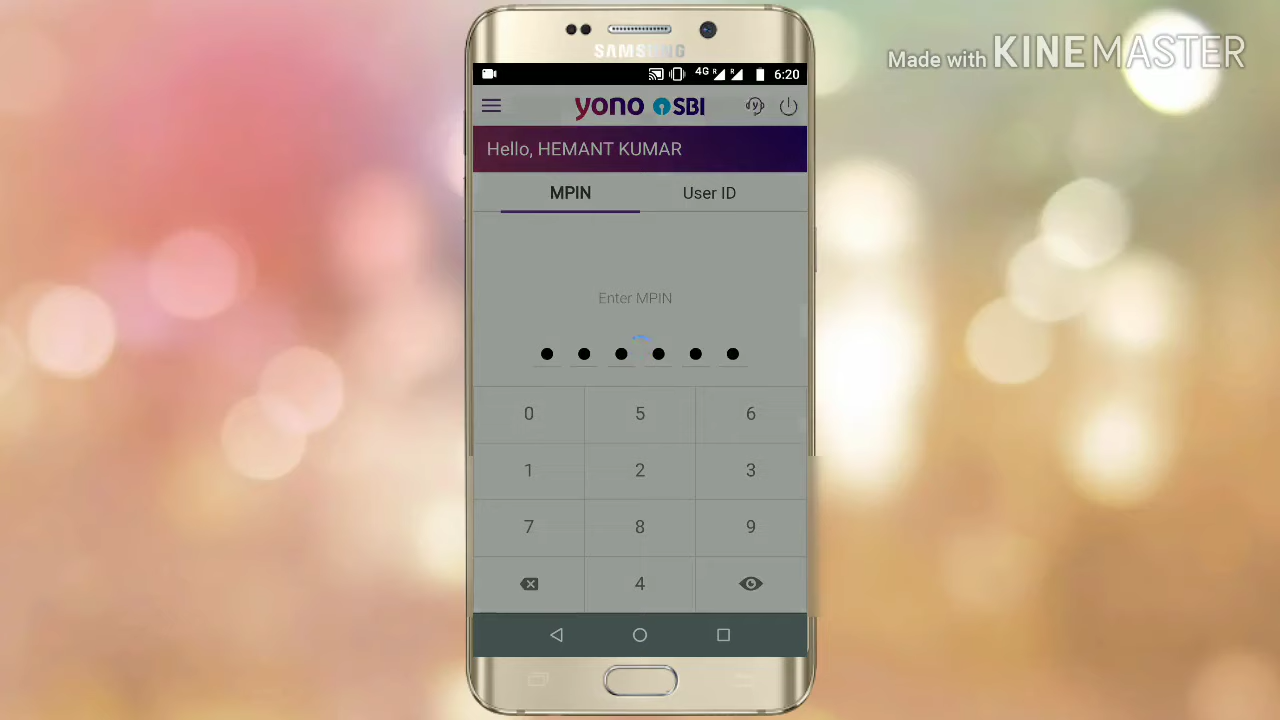 Made with KINEMASTER
SAMSUNG
4G R R 6:20
yono SBI y
Hello, HEMANT KUMAR
MPIN User ID
Enter MPIN
0 5 6
1 2 3
7 8 9
4